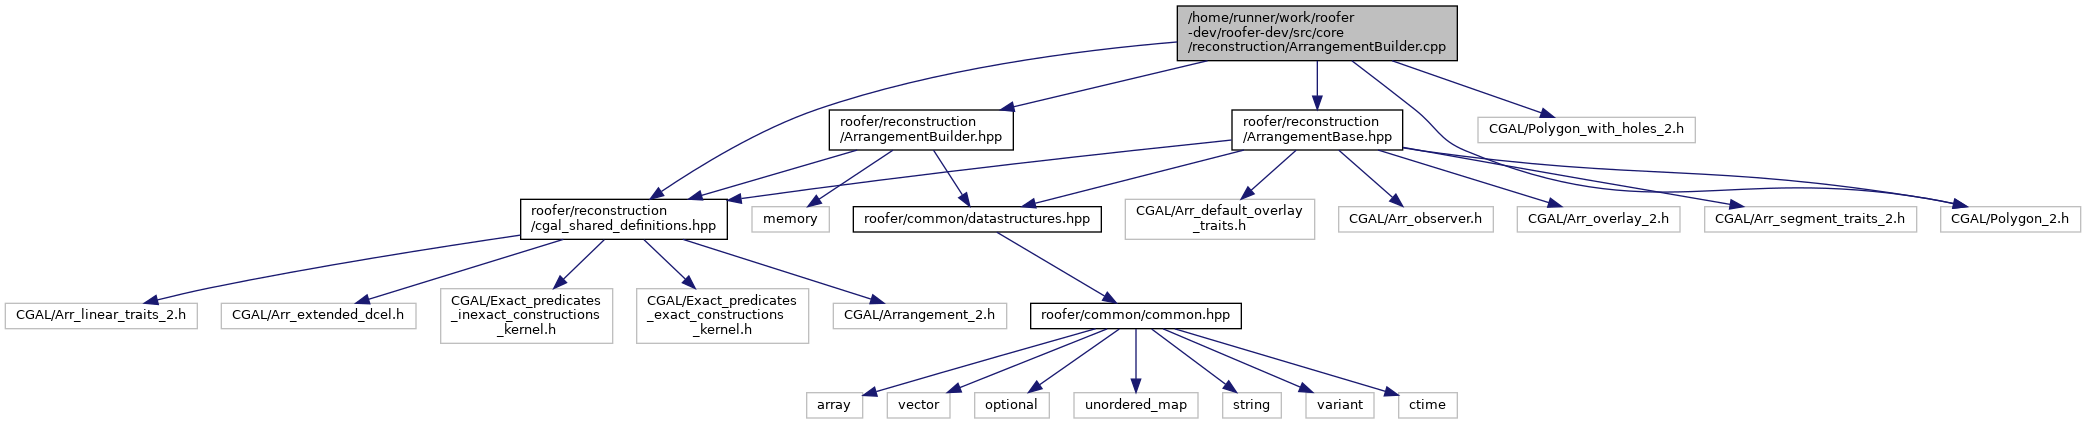 /home/runner/work/roofer
-dev/roofer-dev/src/core
/reconstruction/ArrangementBuilder.cpp
roofer/reconstruction
/ArrangementBuilder.hpp
roofer/reconstruction
/ArrangementBase.hpp
CGAL/Polygon_with_holes_2.h
roofer/reconstruction
/cgal_shared_definitions.hpp
memory
roofer/common/datastructures.hpp
CGAL/Arr_default_overlay
_traits.h
CGAL/Arr_observer.h
CGAL/Arr_overlay_2.h
CGAL/Arr_segment_traits_2.h
CGAL/Polygon_2.h
CGAL/Arr_linear_traits_2.h
CGAL/Arr_extended_dcel.h
CGAL/Exact_predicates
_inexact_constructions
_kernel.h
CGAL/Exact_predicates
_exact_constructions
_kernel.h
CGAL/Arrangement_2.h
roofer/common/common.hpp
array
vector
optional
unordered_map
string
variant
ctime